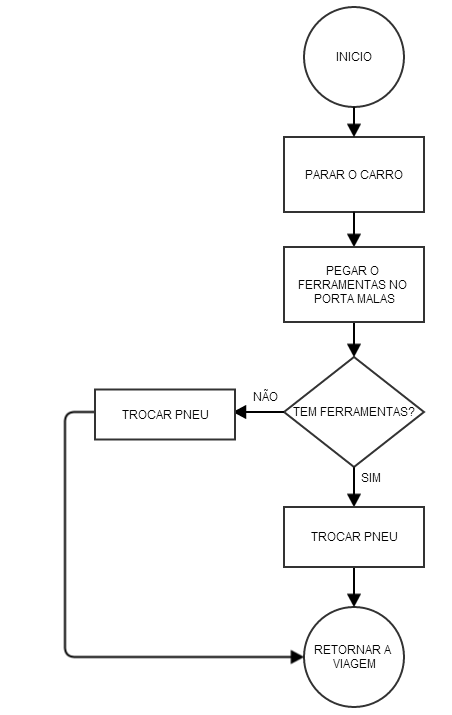 INICIO
PARAR O CARRO
PEGAR O
FERRAMENTAS NO
PORTA MALAS
TEM FERRAMENTAS?
NÃO
TROCAR PNEU
SIM
TROCAR PNEU
RETORNAR A
VIAGEM